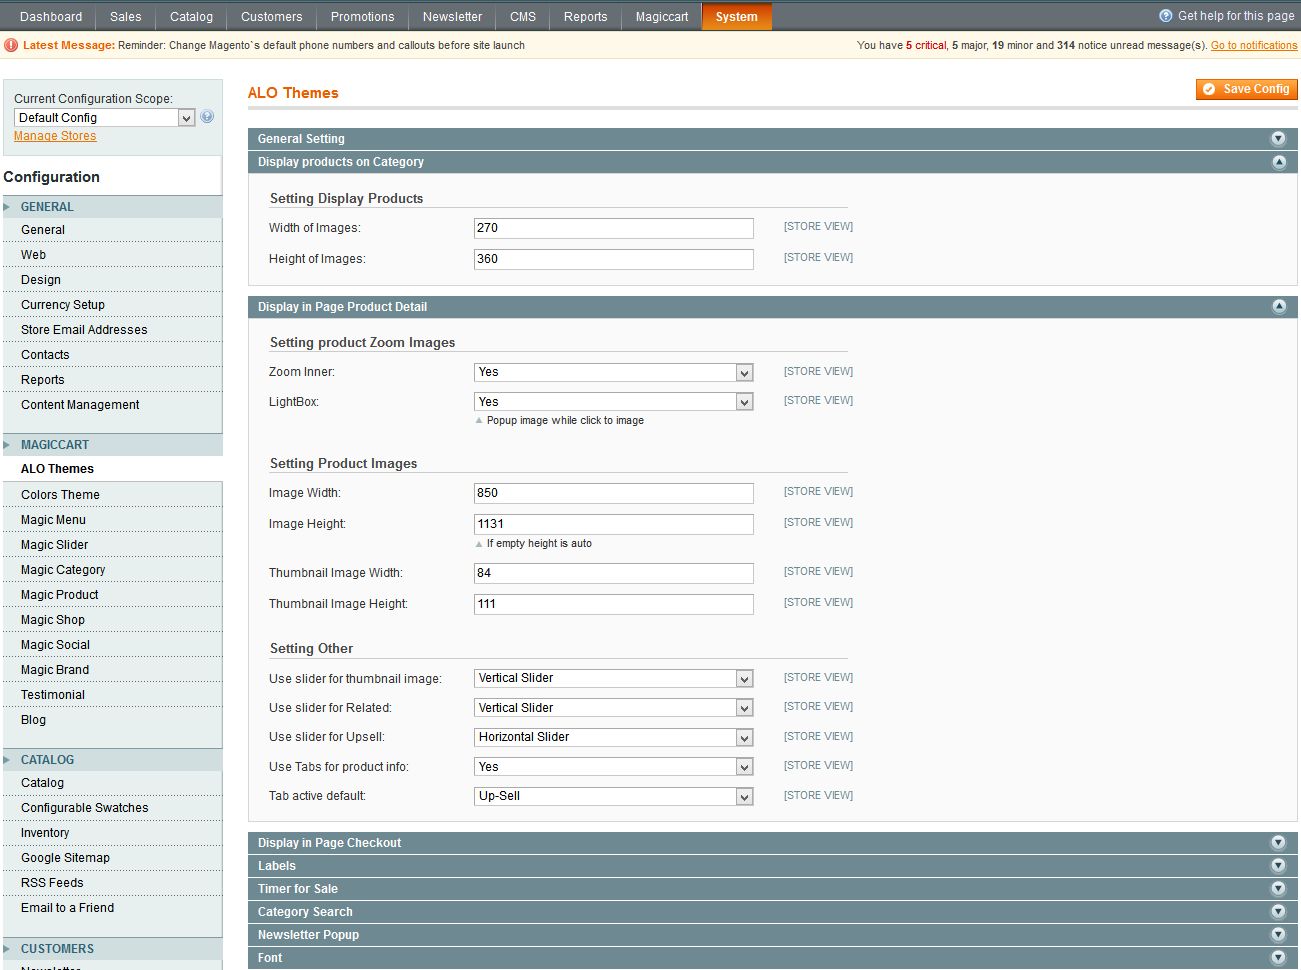 Dashboard Sales Catalog Customers Promotions Newsletter CMS Reports Magiccart System Get help for this page
Latest Message: Reminder: Change Magento`s default phone numbers and callouts before site launch You have 5 critical, 5 major, 19 minor and 314 notice unread message(s). Go to notifications
Current Configuration Scope:
Default Config
Manage Stores
Configuration
GENERAL
General
Web
Design
Currency Setup
Store Email Addresses
Contacts
Reports
Content Management
MAGICCART
ALO Themes
Colors Theme
Magic Menu
Magic Slider
Magic Category
Magic Product
Magic Shop
Magic Social
Magic Brand
Testimonial
Blog
CATALOG
Catalog
Configurable Swatches
Inventory
Google Sitemap
RSS Feeds
Email to a Friend
CUSTOMERS
Newsletter
ALO Themes Save Config
General Setting
Display products on Category
Setting Display Products
Width of Images: 270 [STORE VIEW]
Height of Images: 360 [STORE VIEW]
Display in Page Product Detail
Setting product Zoom Images
Zoom Inner: Yes [STORE VIEW]
LightBox: Yes [STORE VIEW]
Popup image while click to image
Setting Product Images
Image Width: 850 [STORE VIEW]
Image Height: 1131 [STORE VIEW]
If empty height is auto
Thumbnail Image Width: 84 [STORE VIEW]
Thumbnail Image Height: 111 [STORE VIEW]
Setting Other
Use slider for thumbnail image: Vertical Slider [STORE VIEW]
Use slider for Related: Vertical Slider [STORE VIEW]
Use slider for Upsell: Horizontal Slider [STORE VIEW]
Use Tabs for product info: Yes [STORE VIEW]
Tab active default: Up-Sell [STORE VIEW]
Display in Page Checkout
Labels
Timer for Sale
Category Search
Newsletter Popup
Font